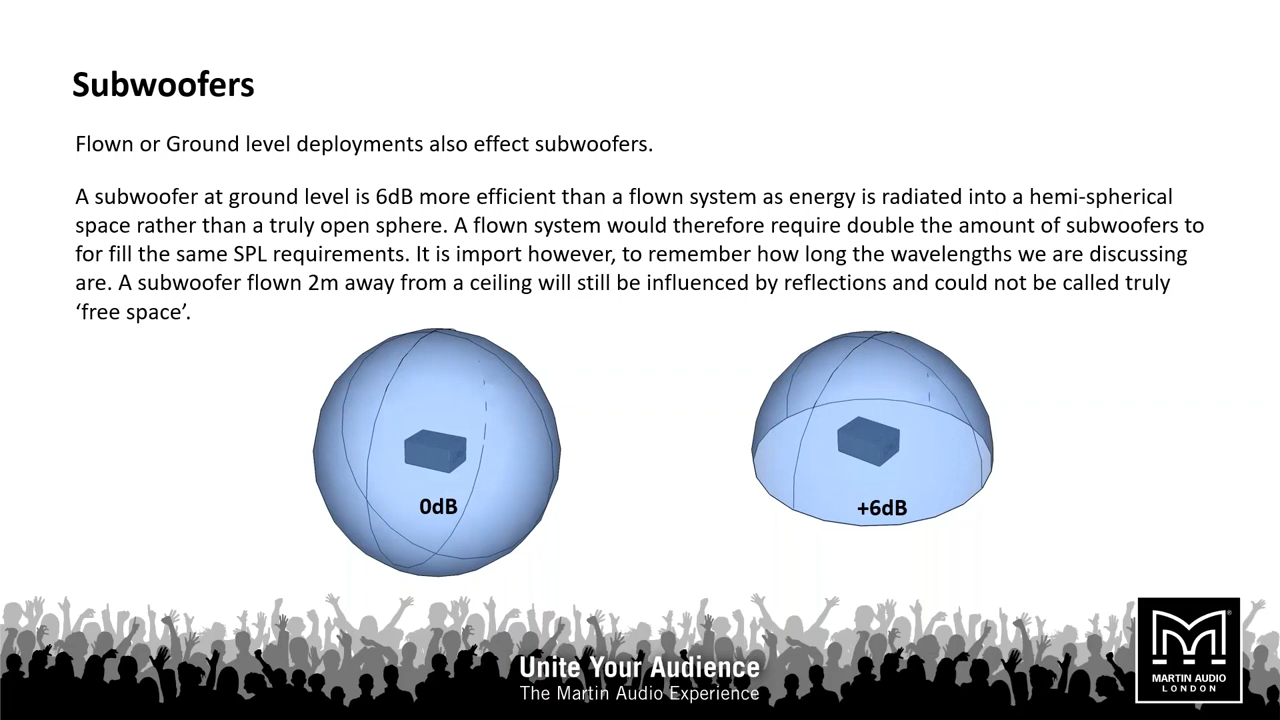 Subwoofers
Flown or Ground level deployments also effect subwoofers.
A subwoofer at ground level is 6dB more efficient than a flown system as energy is radiated into a hemi-spherical
space rather than a truly open sphere. A flown system would therefore require double the amount of subwoofers to
for fill the same SPL requirements. It is import however, to remember how long the wavelengths we are discussing
are. A subwoofer flown 2m away from a ceiling will still be influenced by reflections and could not be called truly
‘free space’.
0dB
+6dB
Unite Your Audience
The Martin Audio Experience
®
MARTIN AUDIO
LONDON